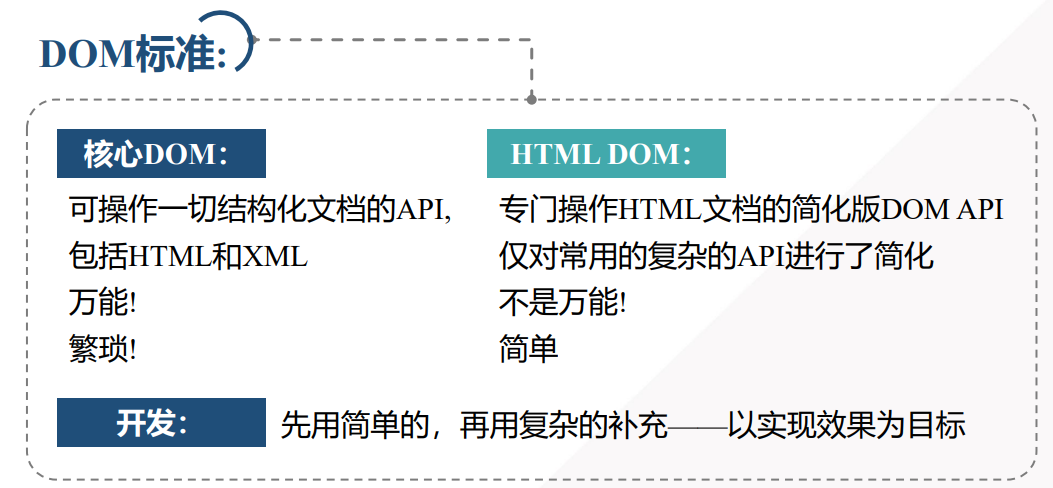 DOM标准:
核心DOM：
可操作一切结构化文档的API,
包括HTML和XML
万能!
繁琐!
HTML DOM：
专门操作HTML文档的简化版DOM API
仅对常用的复杂的API进行了简化
不是万能!
简单
开发：
先用简单的，再用复杂的补充——以实现效果为目标